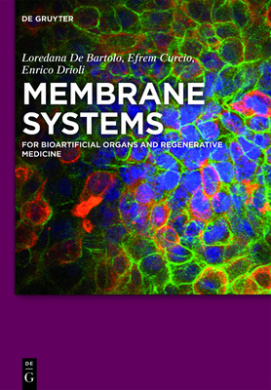 DE GRUYTER
Loredana De Bartolo, Efrem Curcio,
Enrico Drioli
MEMBRANE
SYSTEMS
FOR BIOARTIFICIAL ORGANS AND REGENERATIVE
MEDICINE
DE
G